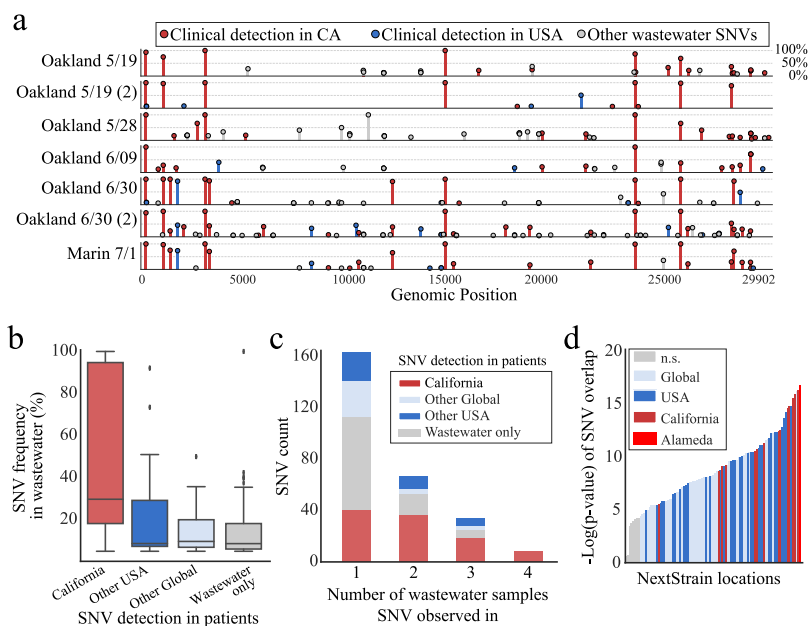 a
Clinical detection in CA
Clinical detection in USA
Other wastewater SNVs
Oakland 5/19
Oakland 5/19 (2)
Oakland 5/28
Oakland 6/09
Oakland 6/30
Oakland 6/30 (2)
Marin 7/1
100%
50%
0%
0
5000
10000
15000
20000
25000
29902
Genomic Position
b
SNV frequency
in wastewater (%)
100
80
60
40
20
California
Other USA
Other Global
Wastewater
only
SNV detection in patients
c
SNV count
160
120
80
40
0
SNV detection in patients
California
Other Global
Other USA
Wastewater only
1
2
3
4
Number of wastewater samples
SNV observed in
d
-Log(p-value) of SNV overlap
20
15
10
5
0
n.s.
Global
USA
California
Alameda
NextStrain locations